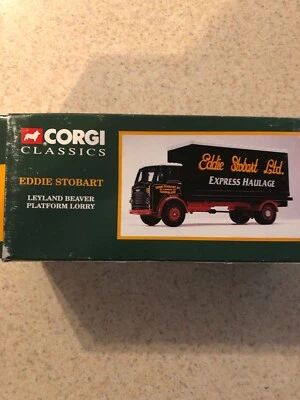 CORGI
CLASSICS
EDDIE STOBART
LEYLAND BEAVER
PLATFORM LORRY
Eddie Stobart Ltd.
EXPRESS HAULAGE